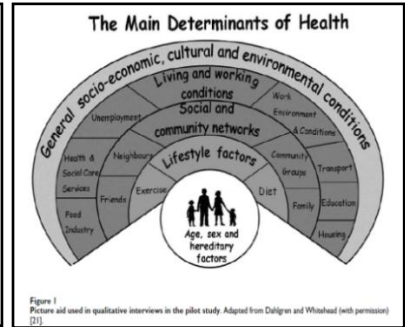 The Main Determinants of Health
General socio-economic, cultural and environmental conditions
Living and working
conditions
Unemployment
Work
Environment
& Conditions
Social and
community networks
Health &
Social Care
Services
Neighbours
Lifestyle factors
Community
Groups
Transport
Food
Industry
Friends
Exercise
Diet
Family
Education
Housing
Age, sex and
hereditary
factors
Figure 1
Picture aid used in qualitative interviews in the pilot study. Adapted from Dahlgren and Whitehead (with permission)
[21].